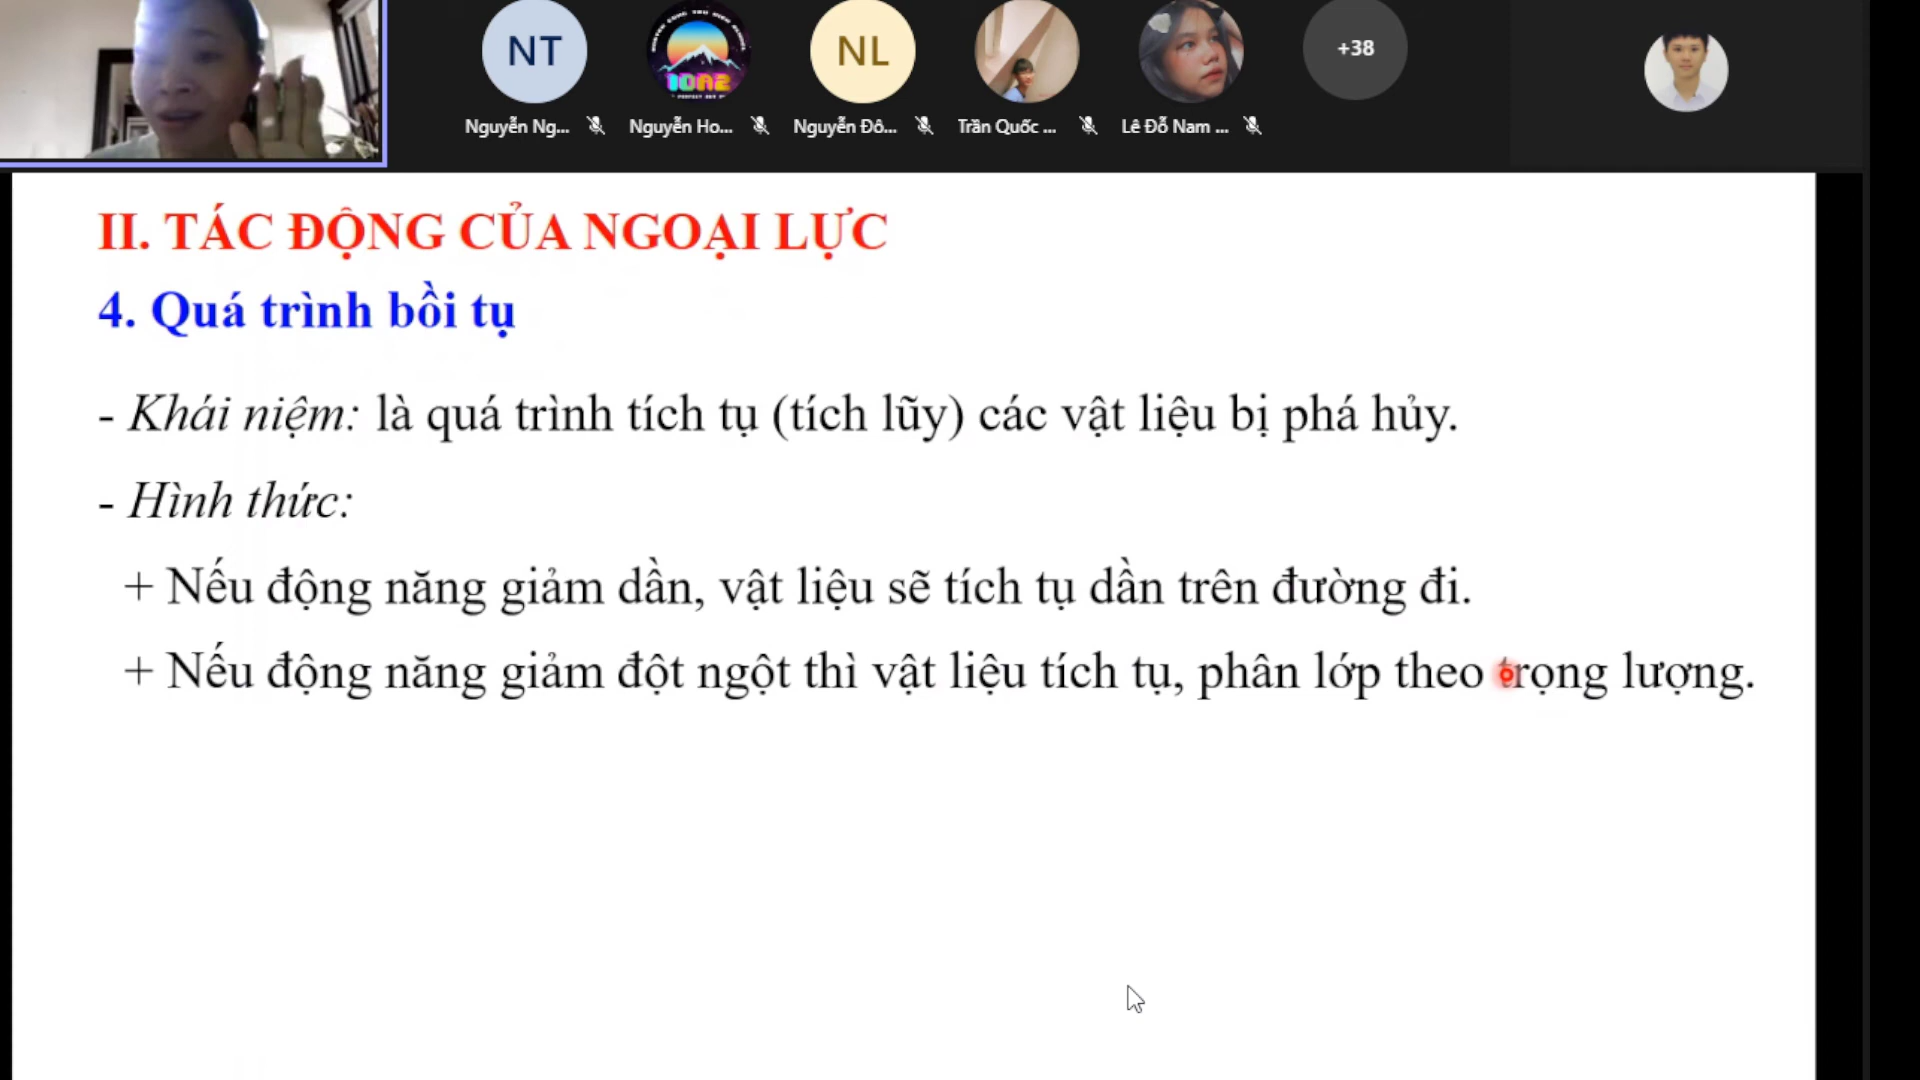 NT
NL
+38
10A2
Nguyễn Ng...
Nguyễn Ho...
Nguyễn Đô...
Trần Quốc ...
Lê Đỗ Nam ...
II. TÁC ĐỘNG CỦA NGOẠI LỰC
4. Quá trình bồi tụ
- Khái niệm: là quá trình tích tụ (tích lũy) các vật liệu bị phá hủy.
- Hình thức:
+ Nếu động năng giảm dần, vật liệu sẽ tích tụ dần trên đường đi.
+ Nếu động năng giảm đột ngột thì vật liệu tích tụ, phân lớp theo trọng lượng.